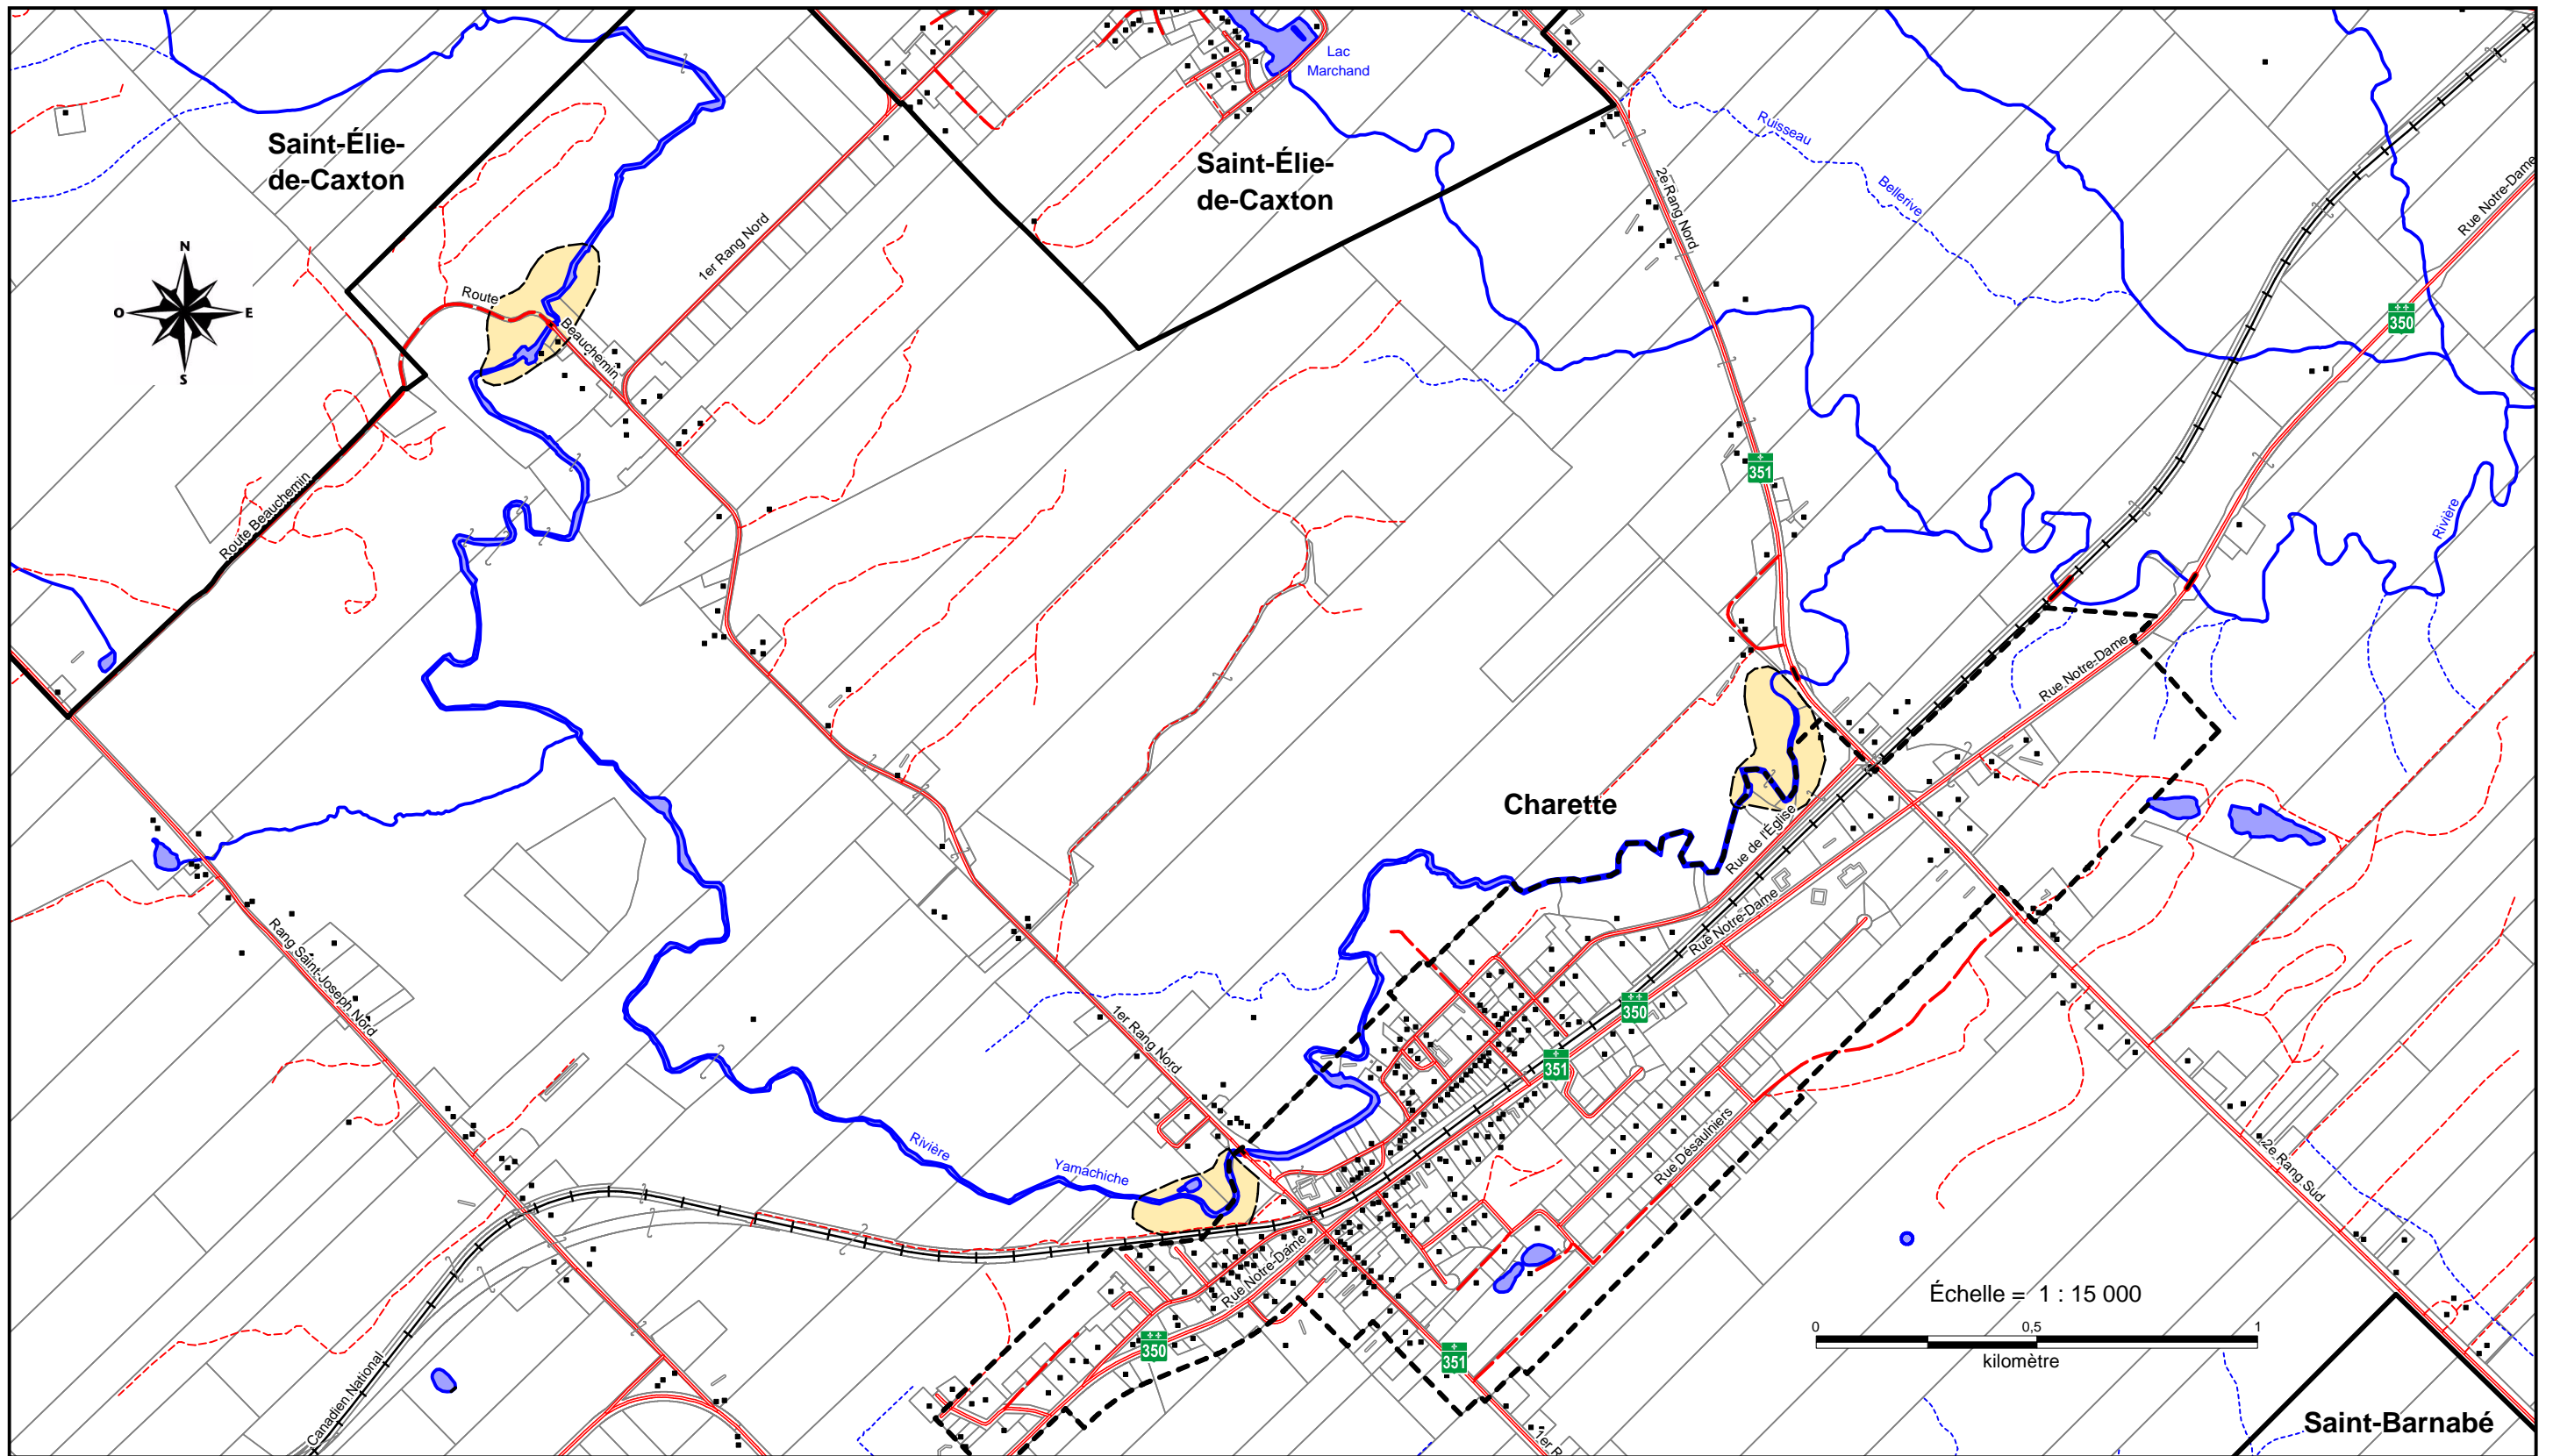 Lac
Marchand
Saint-Élie-
de-Caxton
Saint-Élie-
de-Caxton
Ruisseau
Bellerive
2e Rang Nord
Rue Notre-Dame
1er Rang Nord
N
O
E
S
Route
Beauchemin
350
351
Route Beauchemin
Rivière
Rue Notre-Dame
Charette
Rue de l'Église
Rue Notre-Dame
Rang Saint-Joseph Nord
350
1er Rang Nord
351
Rue Désaulniers
Rivière
Yamachiche
2e Rang Sud
Rue Notre-Dame
Échelle = 1 : 15 000
0
0,5
1
kilomètre
350
351
Canadien National
Saint-Barnabé